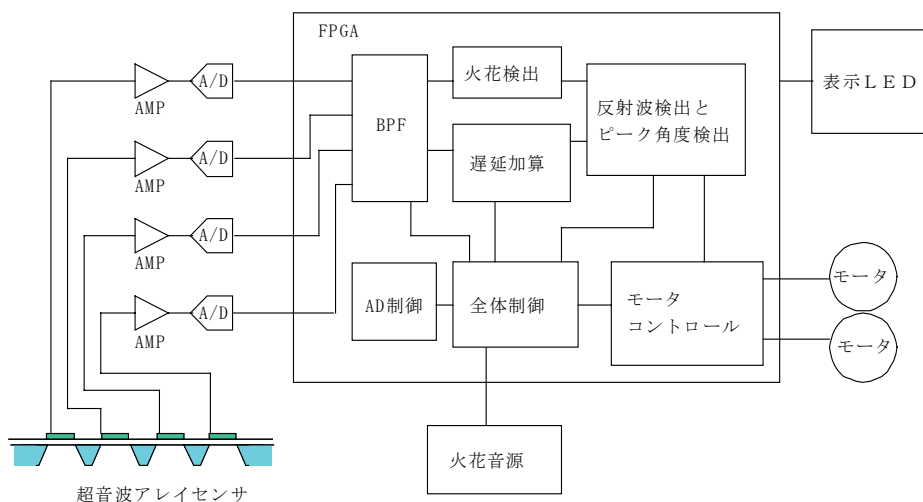 FPGA
火花検出
反射波検出と
ピーク角度検出
表示LED
A/D
AMP
BPF
A/D
AMP
遅延加算
A/D
AMP
A/D
AMP
AD制御
全体制御
モータ
コントロール
モータ
モータ
火花音源
超音波アレイセンサ